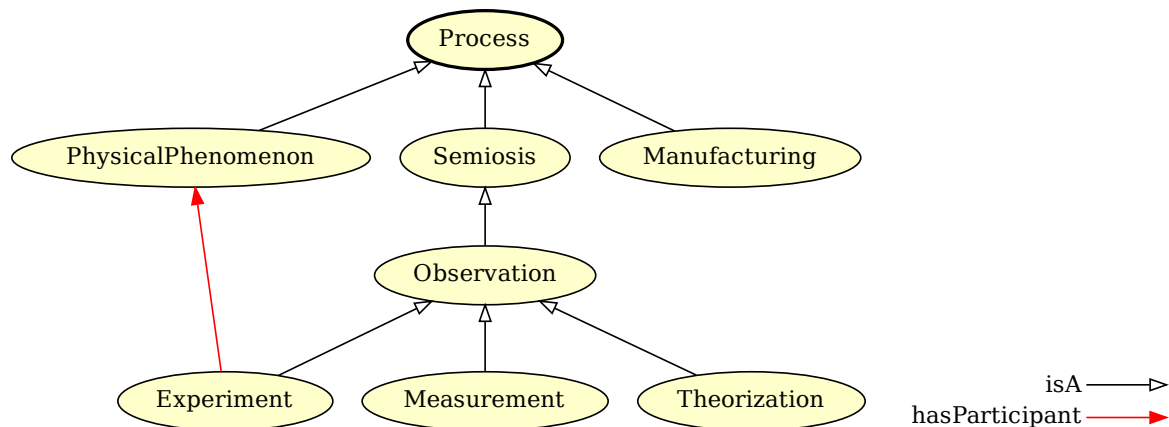 Process
PhysicalPhenomenon
Semiosis
Manufacturing
Observation
Experiment
Measurement
Theorization
isA
hasParticipant